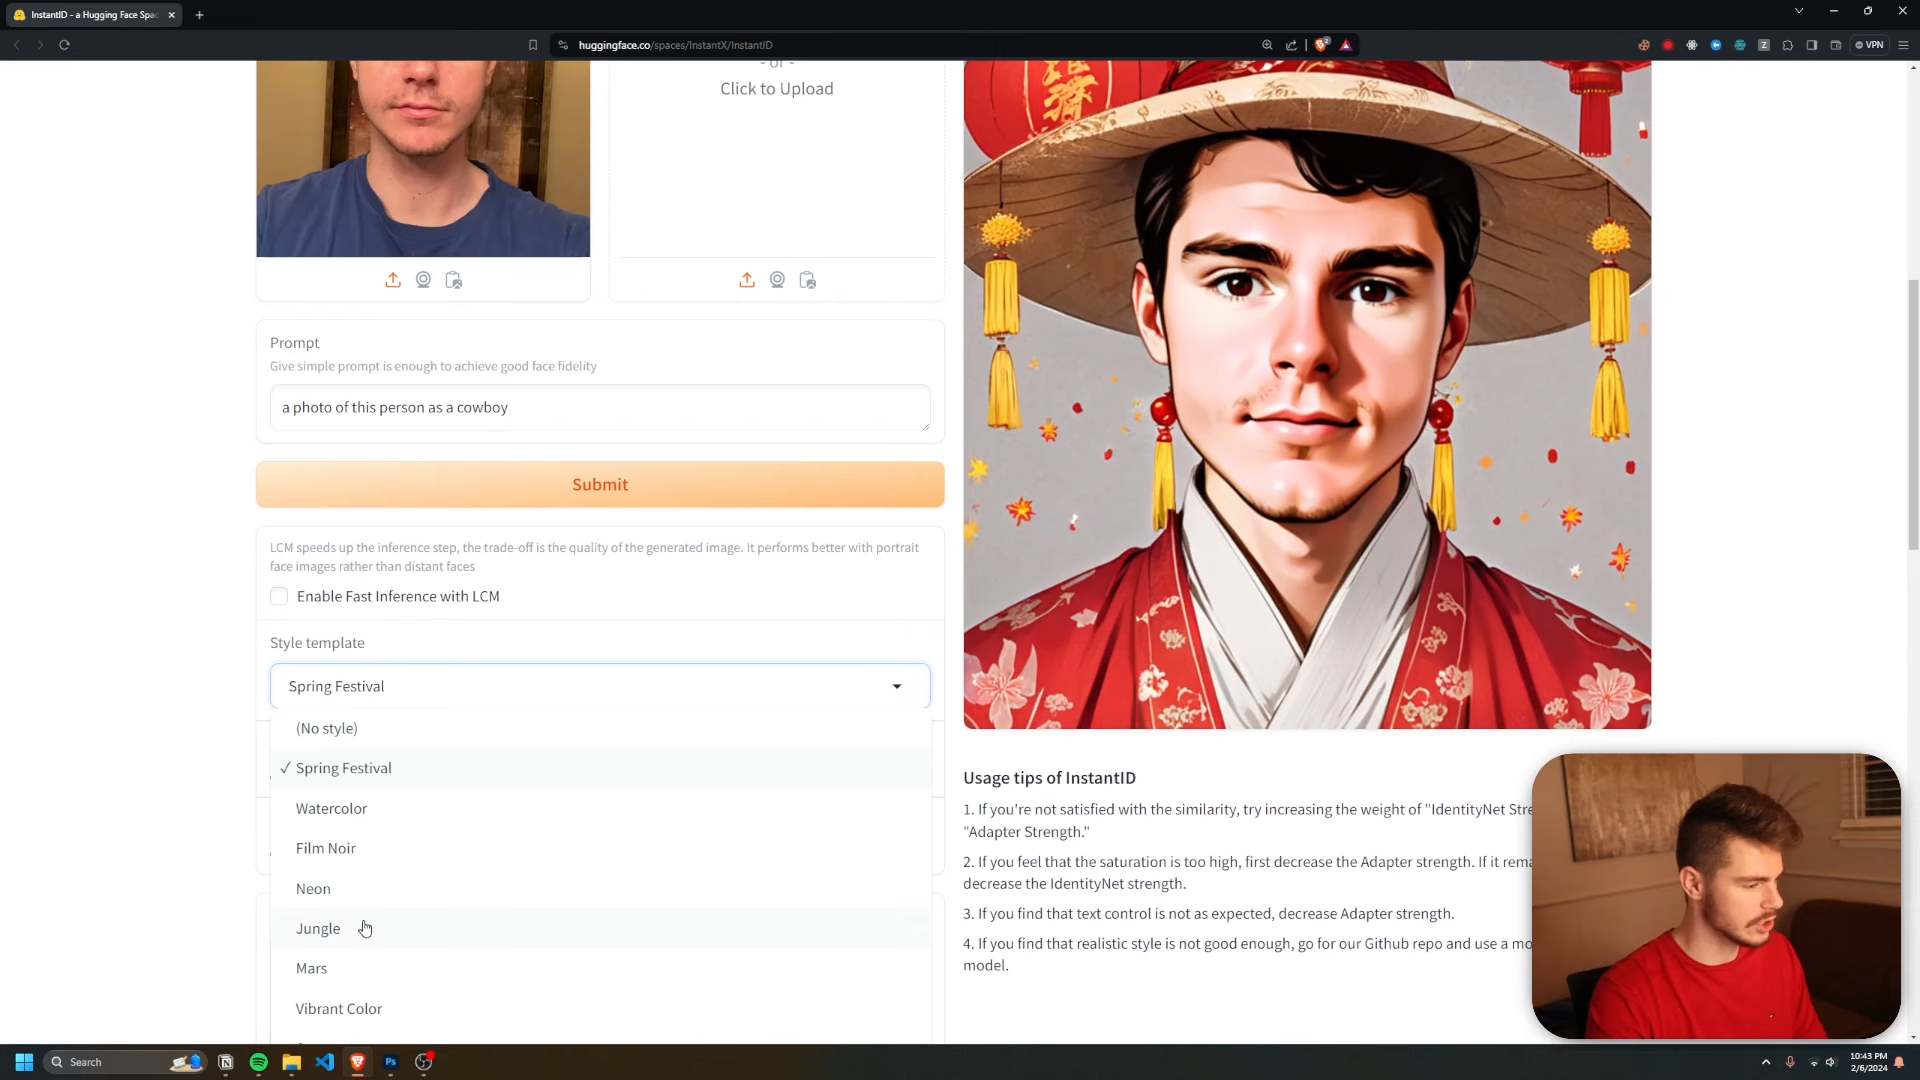 InstantID - a Hugging Face Spac
huggingface.co/spaces/InstantX/InstantID
VPN
- or -
Click to Upload
Prompt
Give simple prompt is enough to achieve good face fidelity
a photo of this person as a cowboy
Submit
LCM speeds up the inference step, the trade-off is the quality of the generated image. It performs better with portrait
face images rather than distant faces
Enable Fast Inference with LCM
Style template
Spring Festival
(No style)
✓ Spring Festival
Watercolor
Film Noir
Neon
Jungle
Mars
Vibrant Color
Usage tips of InstantID
1. If you're not satisfied with the similarity, try increasing the weight of "IdentityNet Stre
"Adapter Strength."
2. If you feel that the saturation is too high, first decrease the Adapter strength. If it rema
decrease the IdentityNet strength.
3. If you find that text control is not as expected, decrease Adapter strength.
4. If you find that realistic style is not good enough, go for our Github repo and use a mo
model.
Search
Ps
10:43 PM
2/6/2024